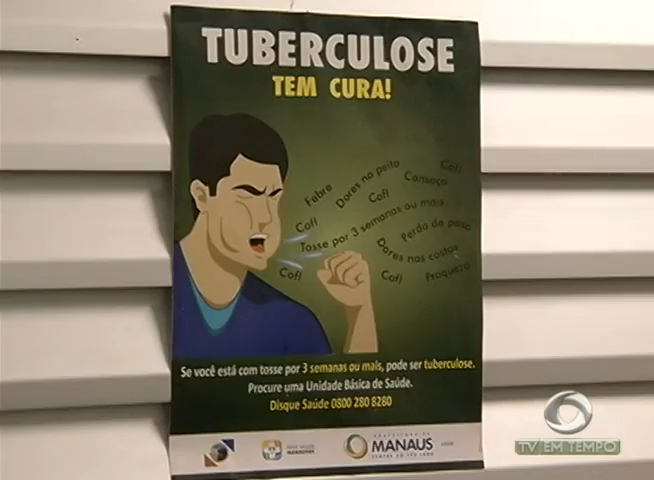 TUBERCULOSE
TEM CURA!
Febre
Dores no peito
Cof!
Cansaço
Cof!
Cof!
Tosse por 3 semanas ou mais
Perda de peso
Dores nas costas
Cof!
Cof!
Fraqueza
Se você está com tosse por 3 semanas ou mais, pode ser tuberculose.
Procure uma Unidade Básica de Saúde.
Disque Saúde 0800 280 8280
PREFEITURA DE
MANAUS
TV EM TEMPO